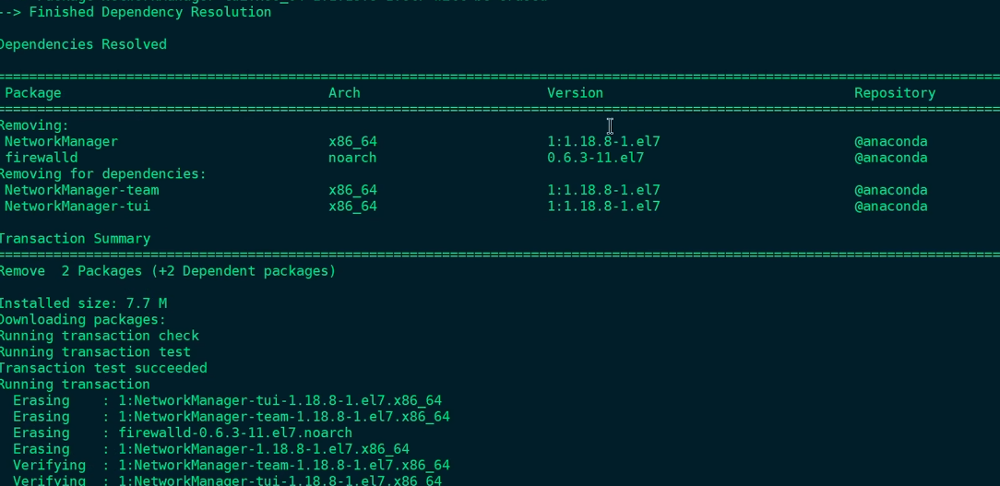 --> Finished Dependency Resolution
Dependencies Resolved
================================================================================
Package Arch Version Repository
================================================================================
Removing:
NetworkManager x86_64 1:1.18.8-1.el7 @anaconda
firewalld noarch 0.6.3-11.el7 @anaconda
Removing for dependencies:
NetworkManager-team x86_64 1:1.18.8-1.el7 @anaconda
NetworkManager-tui x86_64 1:1.18.8-1.el7 @anaconda
Transaction Summary
================================================================================
Remove 2 Packages (+2 Dependent packages)
Installed size: 7.7 M
Downloading packages:
Running transaction check
Running transaction test
Transaction test succeeded
Running transaction
Erasing : 1:NetworkManager-tui-1.18.8-1.el7.x86_64
Erasing : 1:NetworkManager-team-1.18.8-1.el7.x86_64
Erasing : firewalld-0.6.3-11.el7.noarch
Erasing : 1:NetworkManager-1.18.8-1.el7.x86_64
Verifying : 1:NetworkManager-team-1.18.8-1.el7.x86_64
Verifying : 1:NetworkManager-tui-1.18.8-1.el7.x86_64